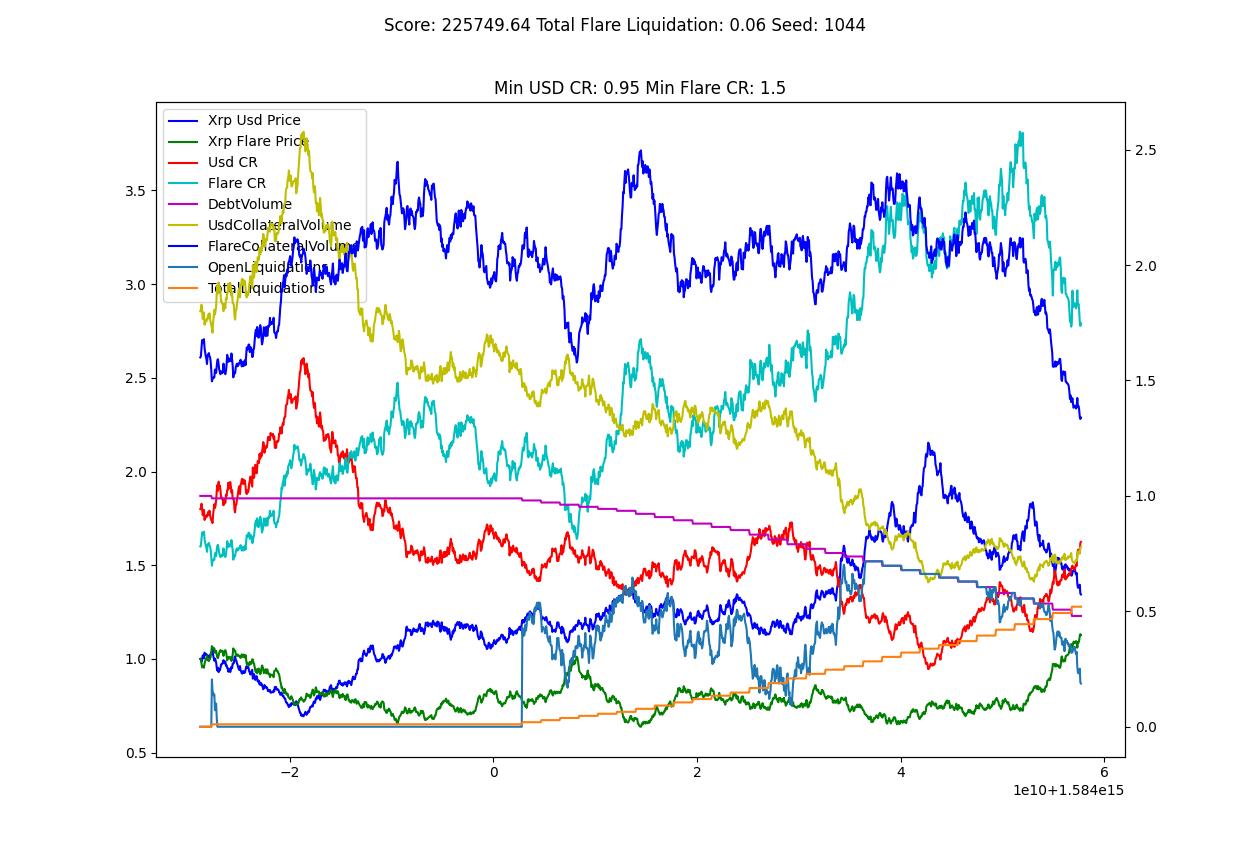 Score: 225749.64 Total Flare Liquidation: 0.06 Seed: 1044
Min USD CR: 0.95 Min Flare CR: 1.5
Xrp Usd Price
Xrp Flare Price
Usd CR
Flare CR
DebtVolume
UsdCollateralVolume
FlareCollateralVolume
OpenLiquidations
TotalLiquidations
3.5
3.0
2.5
2.0
1.5
1.0
0.5
2.5
2.0
1.5
1.0
0.5
0.0
−2
0
2
4
6
1e10+1.584e15